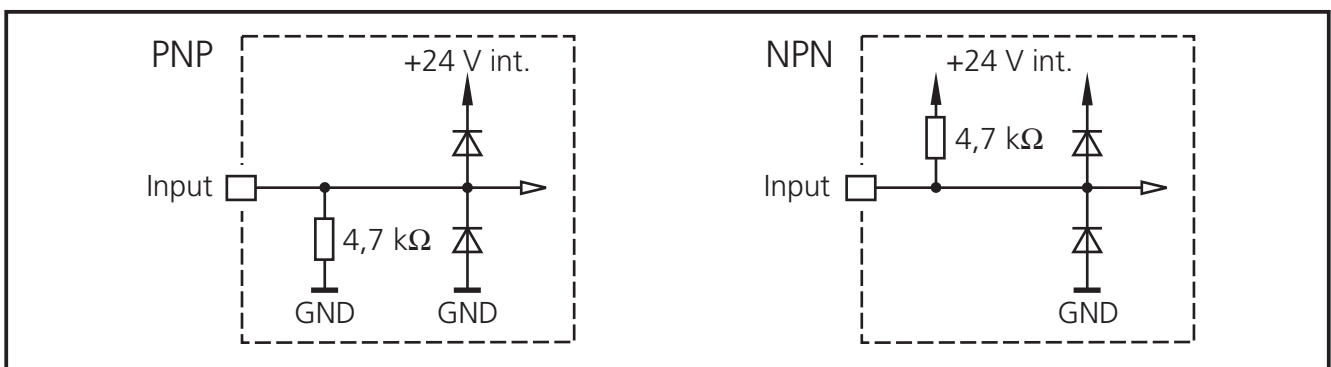 PNP
+24 V int.
Input
4,7 kΩ
GND
GND
NPN
+24 V int.
4,7 kΩ
Input
GND